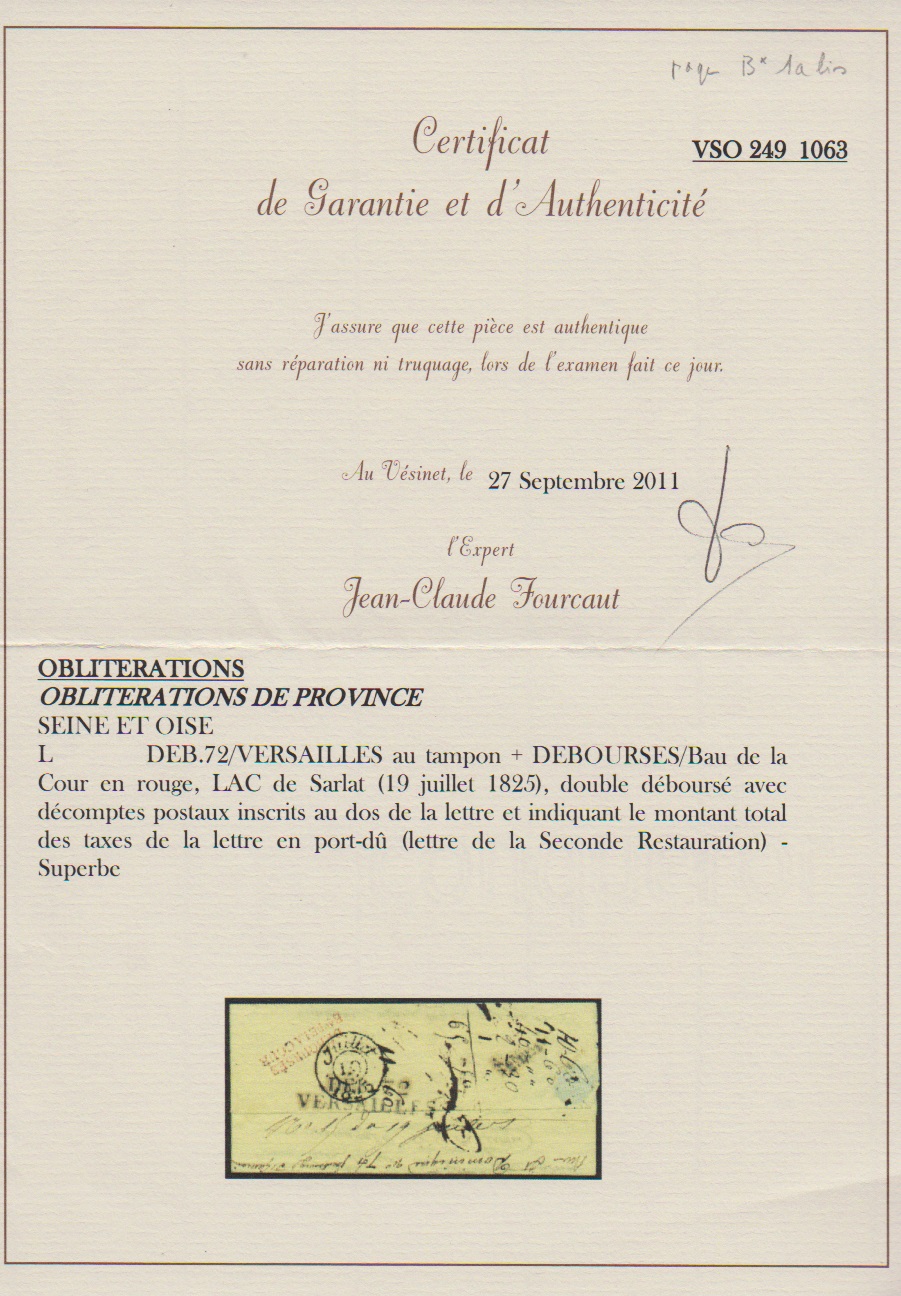 Certificat
VSO 249 1063
de Garantie et d'Authenticité
J'assure que cette pièce est authentique
sans réparation ni truquage, lors de l'examen fait ce jour.
Au Vésinet, le 27 Septembre 2011
l'Expert
Jean-Claude Fourcaut
OBLITERATIONS
OBLITERATIONS DE PROVINCE
SEINE ET OISE
L DEB.72/VERSAILLES au tampon + DEBOURSES/Bau de la
Cour en rouge, LAC de Sarlat (19 juillet 1825), double déboursé avec
décomptes postaux inscrits au dos de la lettre et indiquant le montant total
des taxes de la lettre en port-dû (lettre de la Seconde Restauration) -
Superbe
Juillet
VERSAILLES